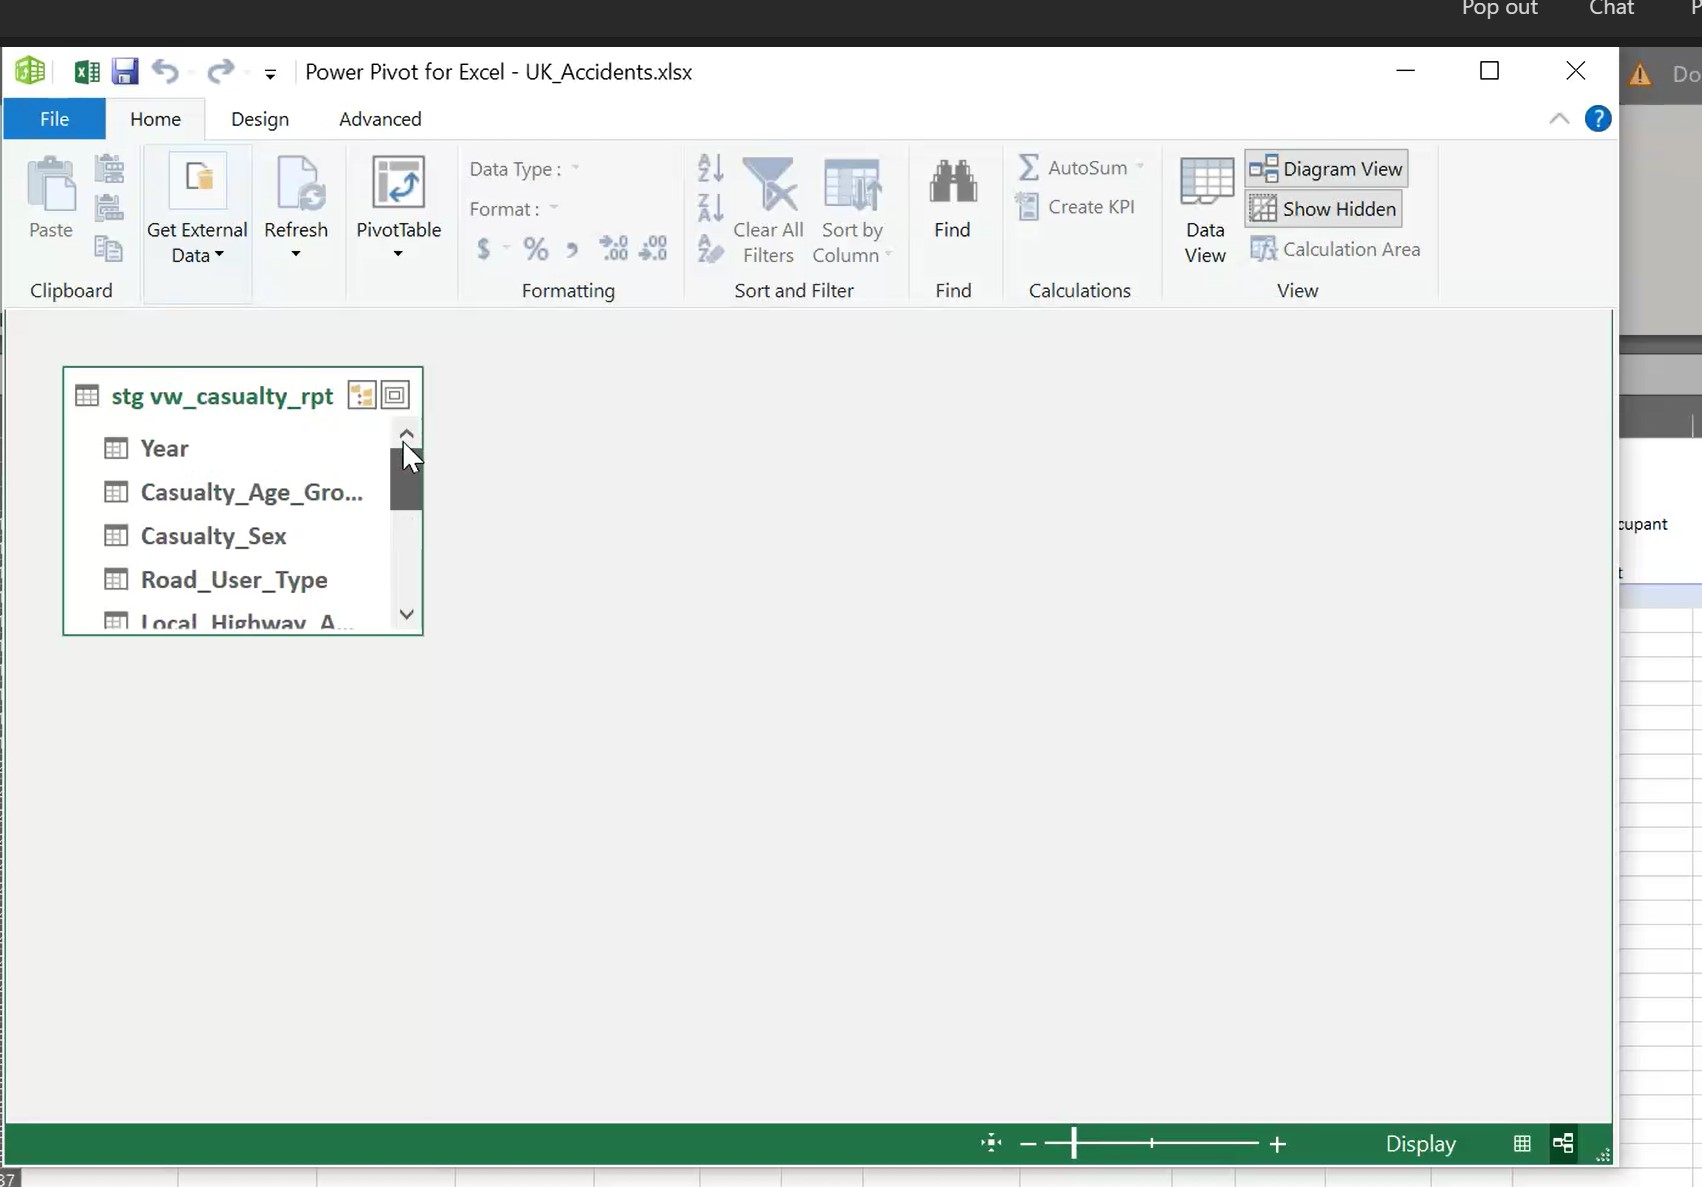 Pop out Chat P
Power Pivot for Excel - UK_Accidents.xlsx
Do
File Home Design Advanced
?
Paste
Clipboard
Get External
Data
Refresh
PivotTable
Data Type :
Format :
$ % , .0 .00 .00 .0
Formatting
A Z
Z A
A Z
Clear All
Filters
Sort by
Column
Sort and Filter
Find
Find
AutoSum
Create KPI
Calculations
Data
View
Diagram View
Show Hidden
Calculation Area
View
stg vw_casualty_rpt
Year
Casualty_Age_Gro...
Casualty_Sex
Road_User_Type
Local_Highway_A...
cupant
t
Display
37